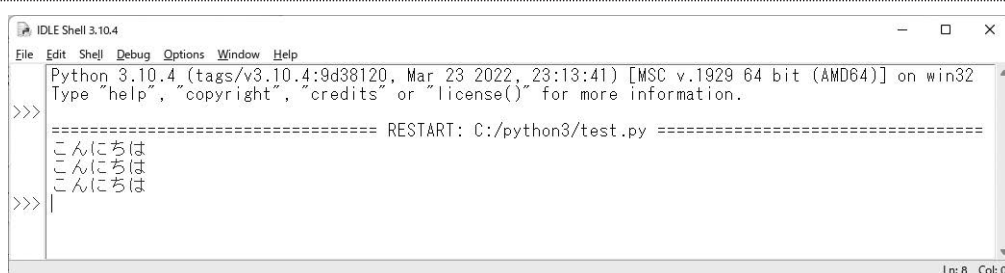 IDLE Shell 3.10.4
File Edit Shell Debug Options Window Help
Python 3.10.4 (tags/v3.10.4:9d38120, Mar 23 2022, 23:13:41) [MSC v.1929 64 bit (AMD64)] on win32
Type "help", "copyright", "credits" or "license()" for more information.
>>>
================================== RESTART: C:/python3/test.py ==================================
こんにちは
こんにちは
こんにちは
>>>
Ln: 8 Col: 0